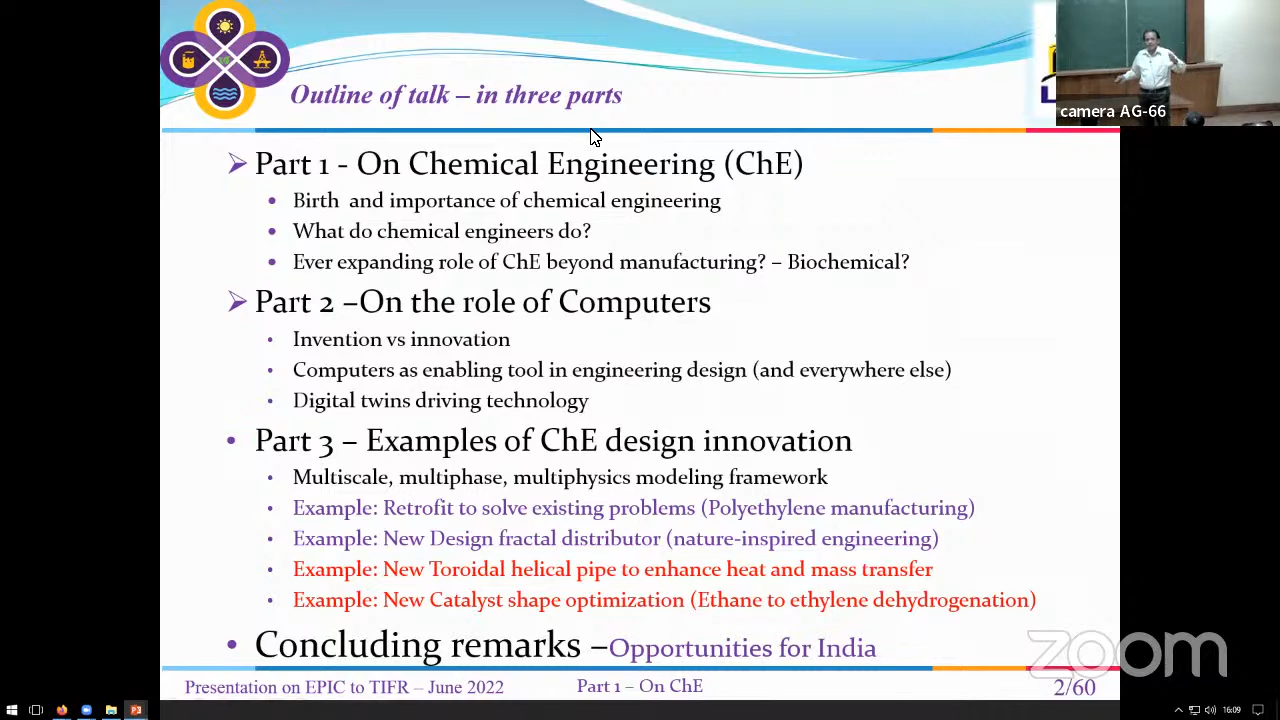 Outline of talk – in three parts
camera AG-66
Part 1 - On Chemical Engineering (ChE)
Birth and importance of chemical engineering
What do chemical engineers do?
Ever expanding role of ChE beyond manufacturing? – Biochemical?
Part 2 –On the role of Computers
Invention vs innovation
Computers as enabling tool in engineering design (and everywhere else)
Digital twins driving technology
Part 3 – Examples of ChE design innovation
Multiscale, multiphase, multiphysics modeling framework
Example: Retrofit to solve existing problems (Polyethylene manufacturing)
Example: New Design fractal distributor (nature-inspired engineering)
Example: New Toroidal helical pipe to enhance heat and mass transfer
Example: New Catalyst shape optimization (Ethane to ethylene dehydrogenation)
Concluding remarks –Opportunities for India
zoom
Presentation on EPIC to TIFR – June 2022
Part 1 – On ChE
2/60
16:09